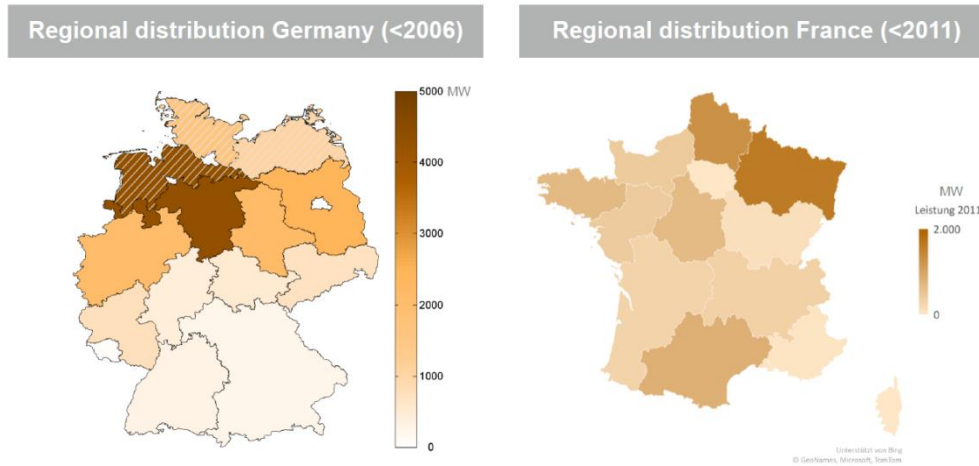 Regional distribution Germany (<2006)
5000 MW
4000
3000
2000
1000
0
Regional distribution France (<2011)
MW
Leistung 2011
2.000
0
Unterstützt von Bing
© GeoNames, Microsoft, TomTom